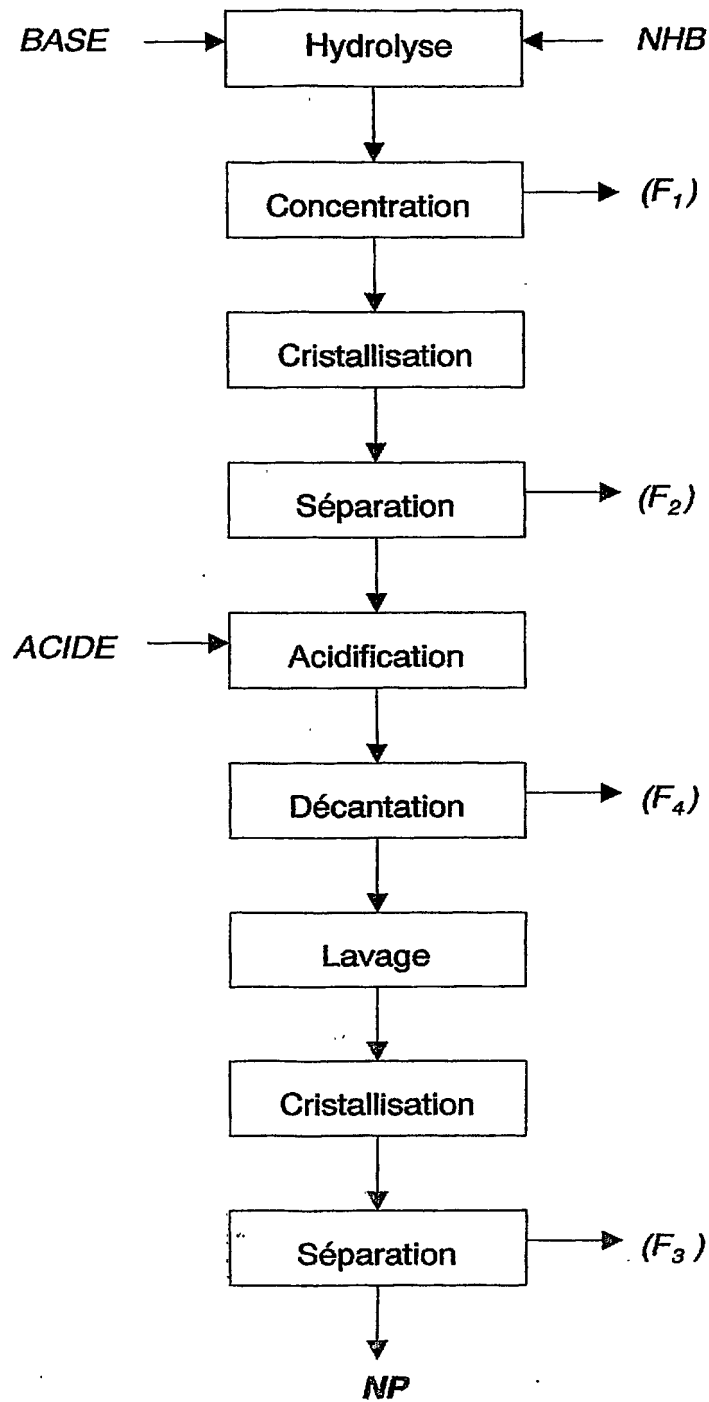 BASE Hydrolyse NHB
Concentration (F₁)
Cristallisation
Séparation (F₂)
ACIDE Acidification
Décantation (F₄)
Lavage
Cristallisation
Séparation (F₃)
NP